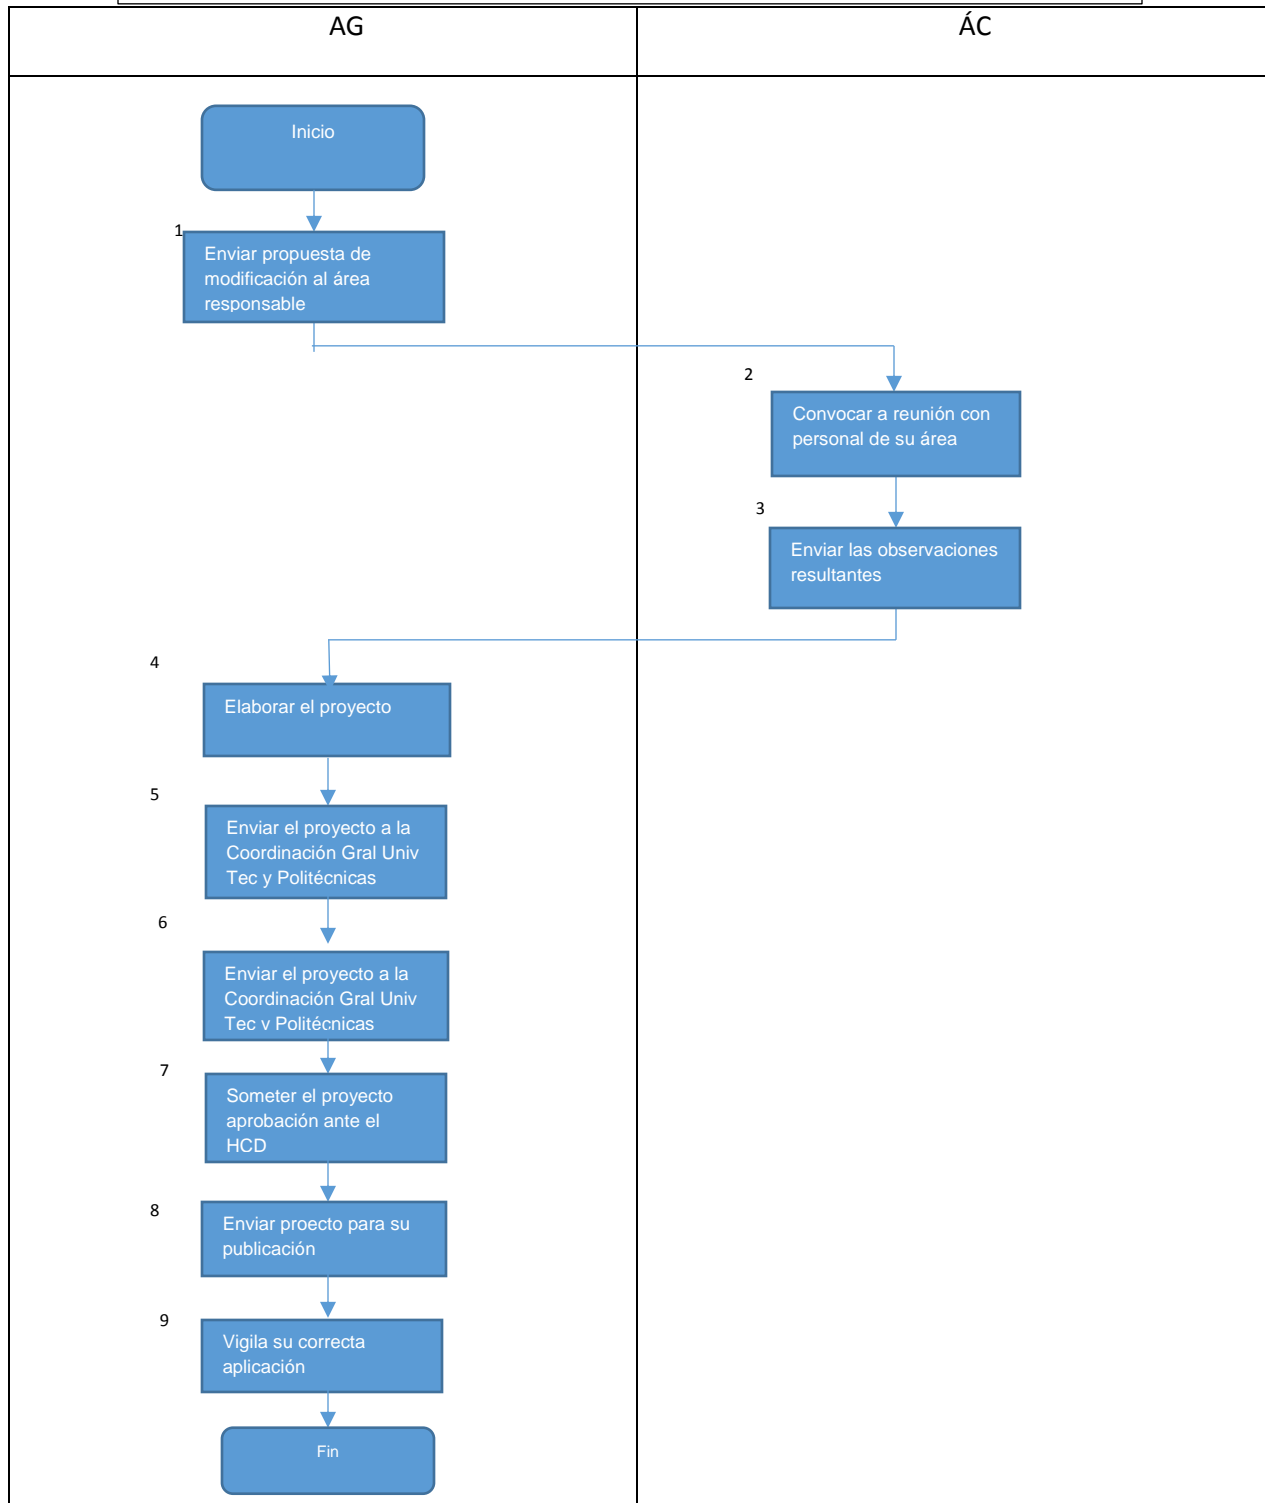 AG
ÁC
Inicio
1
Enviar propuesta de
modificación al área
responsable
2
Convocar a reunión con
personal de su área
3
Enviar las observaciones
resultantes
4
Elaborar el proyecto
5
Enviar el proyecto a la
Coordinación Gral Univ
Tec y Politécnicas
6
Enviar el proyecto a la
Coordinación Gral Univ
Tec y Politécnicas
7
Someter el proyecto
aprobación ante el
HCD
8
Enviar proecto para su
publicación
9
Vigila su correcta
aplicación
Fin